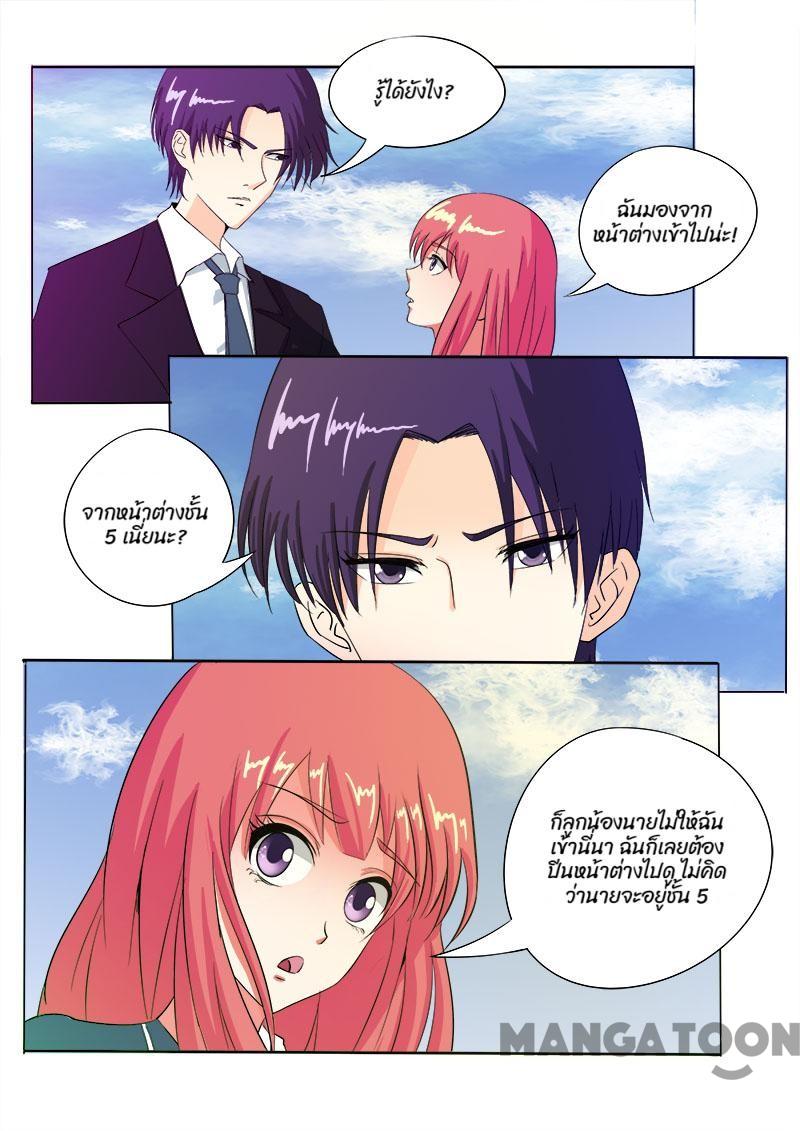 รู้ได้ยังไง?
ฉันมองจาก
หน้าต่างเข้าไปน่ะ!
จากหน้าต่างชั้น
5 เนี่ยนะ?
ก็ลูกน้องนายไม่ให้ฉัน
เข้านี่นา ฉันก็เลยต้อง
ปีนหน้าต่างไปดู ไม่คิด
ว่านายจะอยู่ชั้น 5
MANGATOON